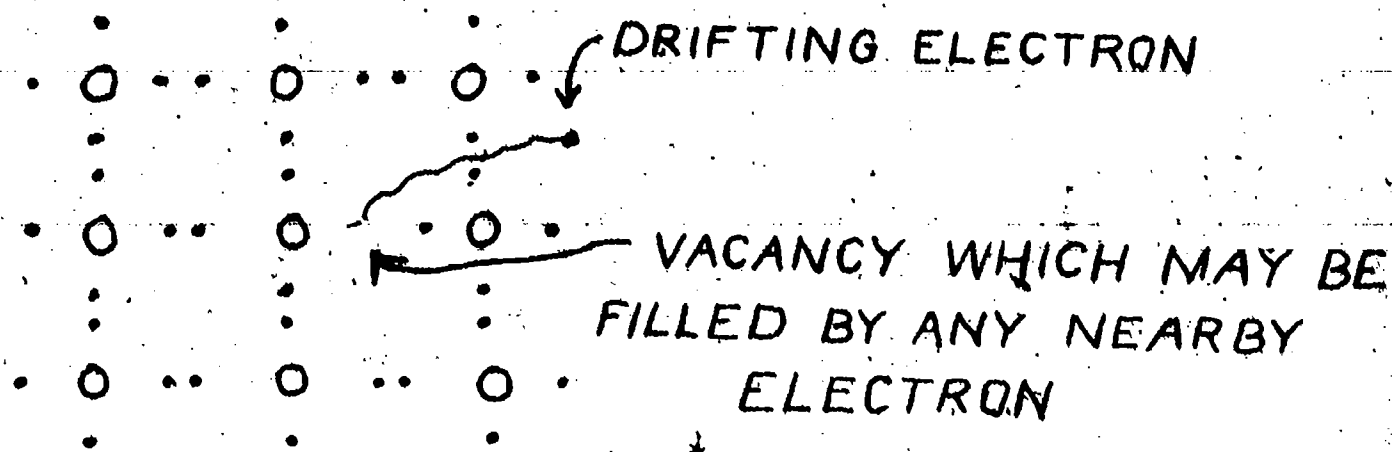 DRIFTING ELECTRON
VACANCY WHICH MAY BE
FILLED BY ANY NEARBY
ELECTRON